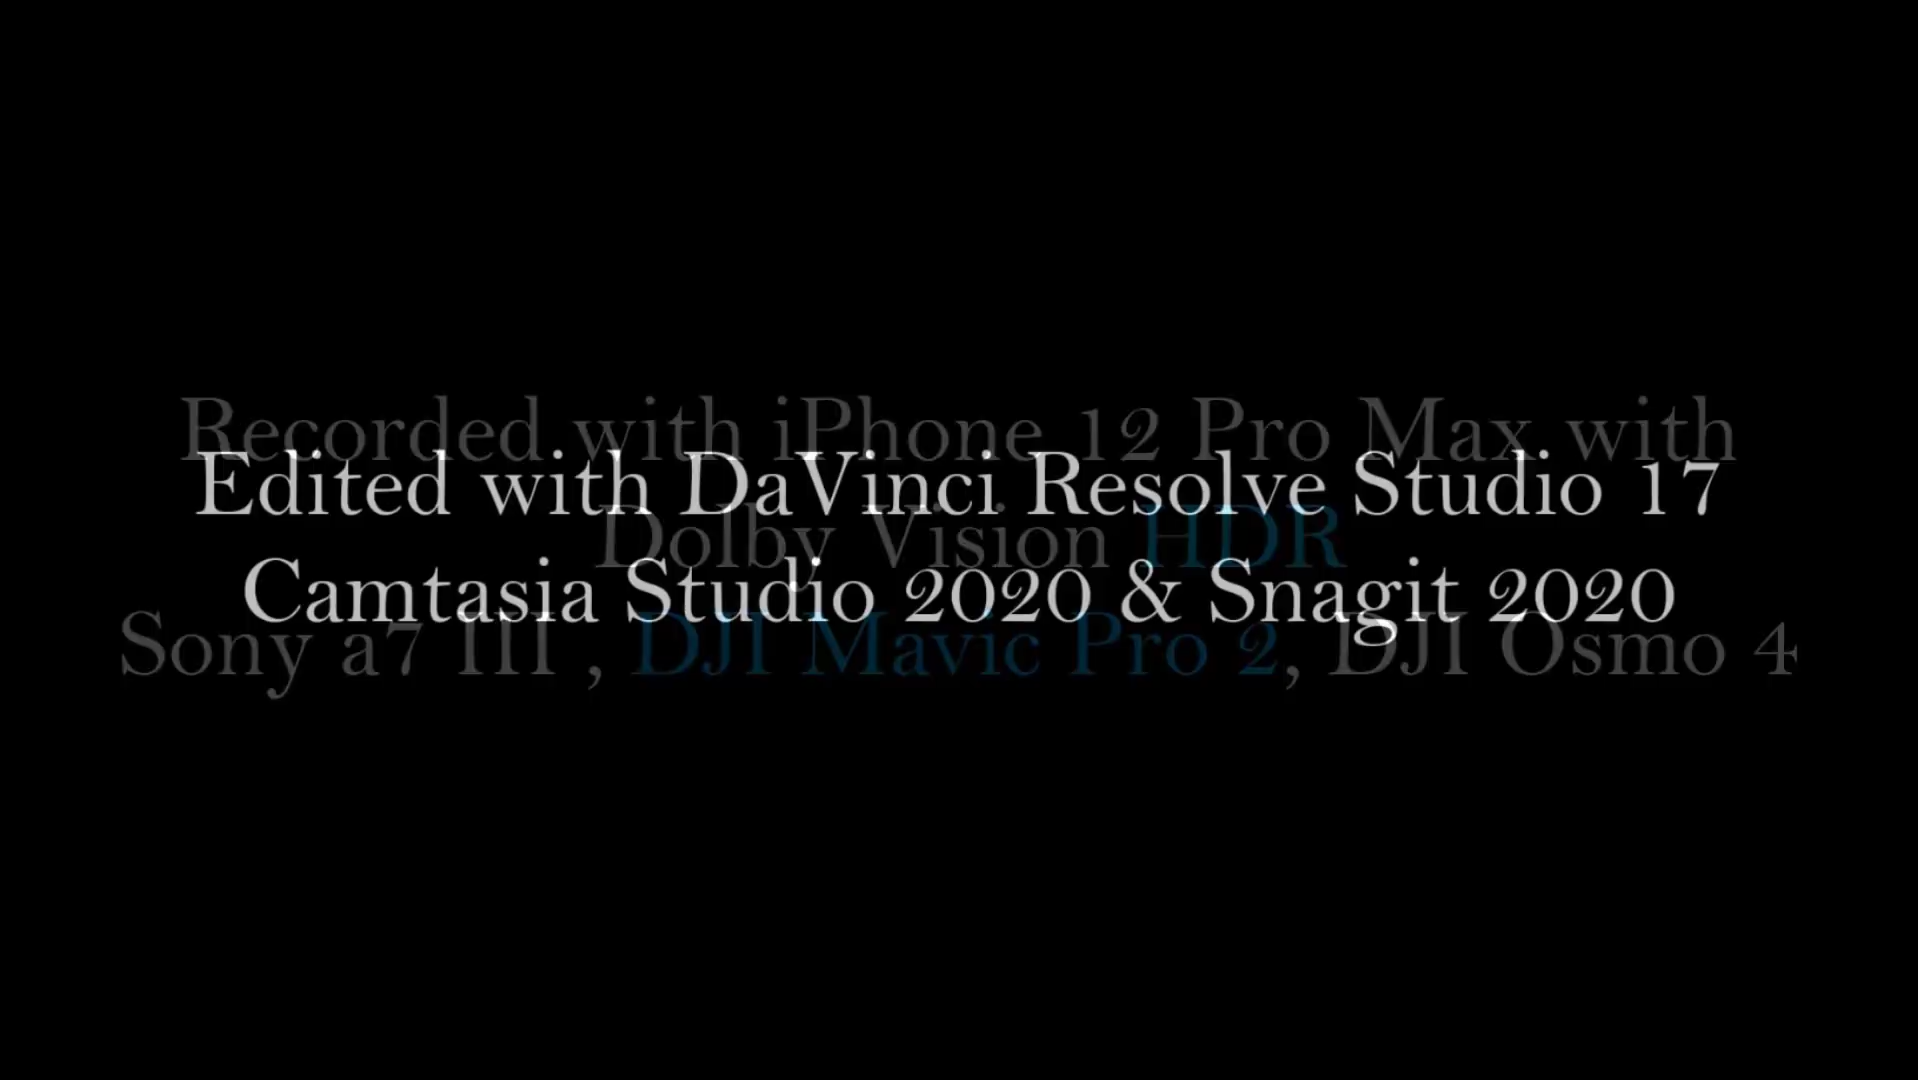 Recorded with iPhone 12 Pro Max with
Edited with DaVinci Resolve Studio 17
Dolby Vision HDR
Camtasia Studio 2020 & Snagit 2020
Sony a7 III , DJI Mavic Pro 2, DJI Osmo 4